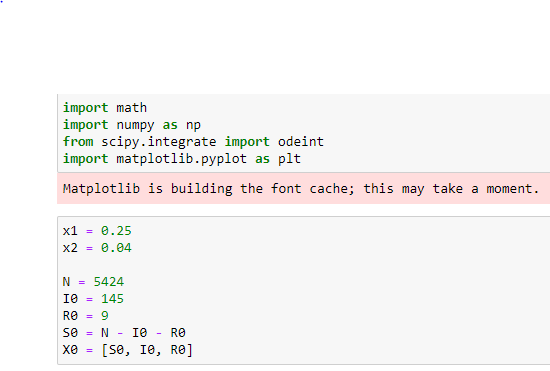 import math
import numpy as np
from scipy.integrate import odeint
import matplotlib.pyplot as plt
Matplotlib is building the font cache; this may take a moment.
x1 = 0.25
x2 = 0.04
N = 5424
I0 = 145
R0 = 9
S0 = N - I0 - R0
X0 = [S0, I0, R0]